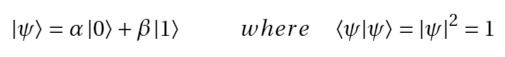 |ψ⟩ = α|0⟩ + β|1⟩ where ⟨ψ|ψ⟩ = |ψ|² = 1